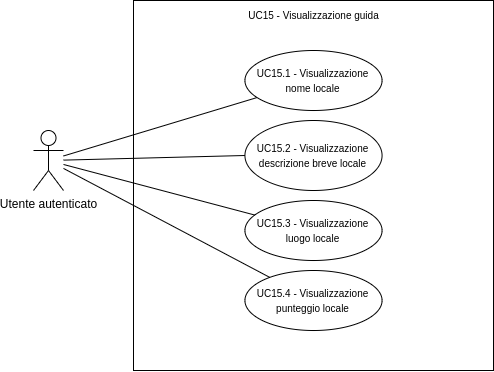 UC15 - Visualizzazione guida
UC15.1 - Visualizzazione
nome locale
UC15.2 - Visualizzazione
descrizione breve locale
Utente autenticato
UC15.3 - Visualizzazione
luogo locale
UC15.4 - Visualizzazione
punteggio locale